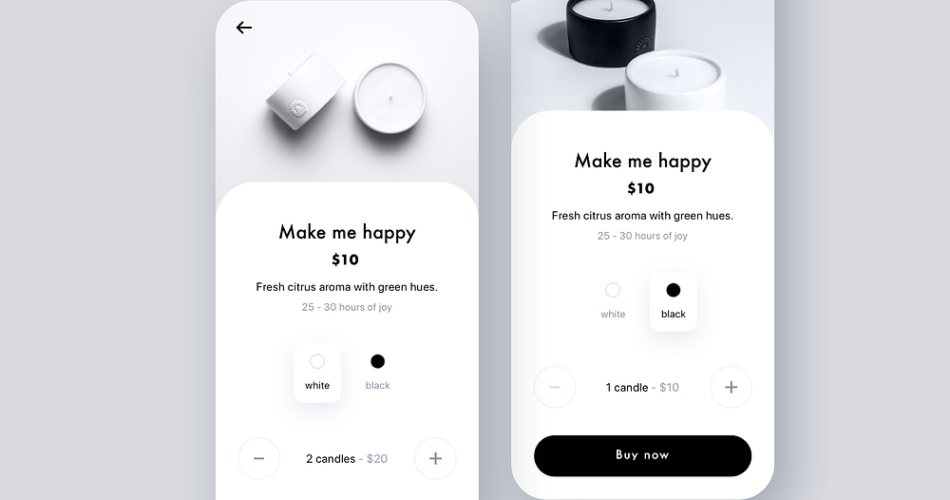 Make me happy
$10
Fresh citrus aroma with green hues.
25 - 30 hours of joy
white
black
2 candles - $20
Make me happy
$10
Fresh citrus aroma with green hues.
25 - 30 hours of joy
white
black
1 candle - $10
Buy now